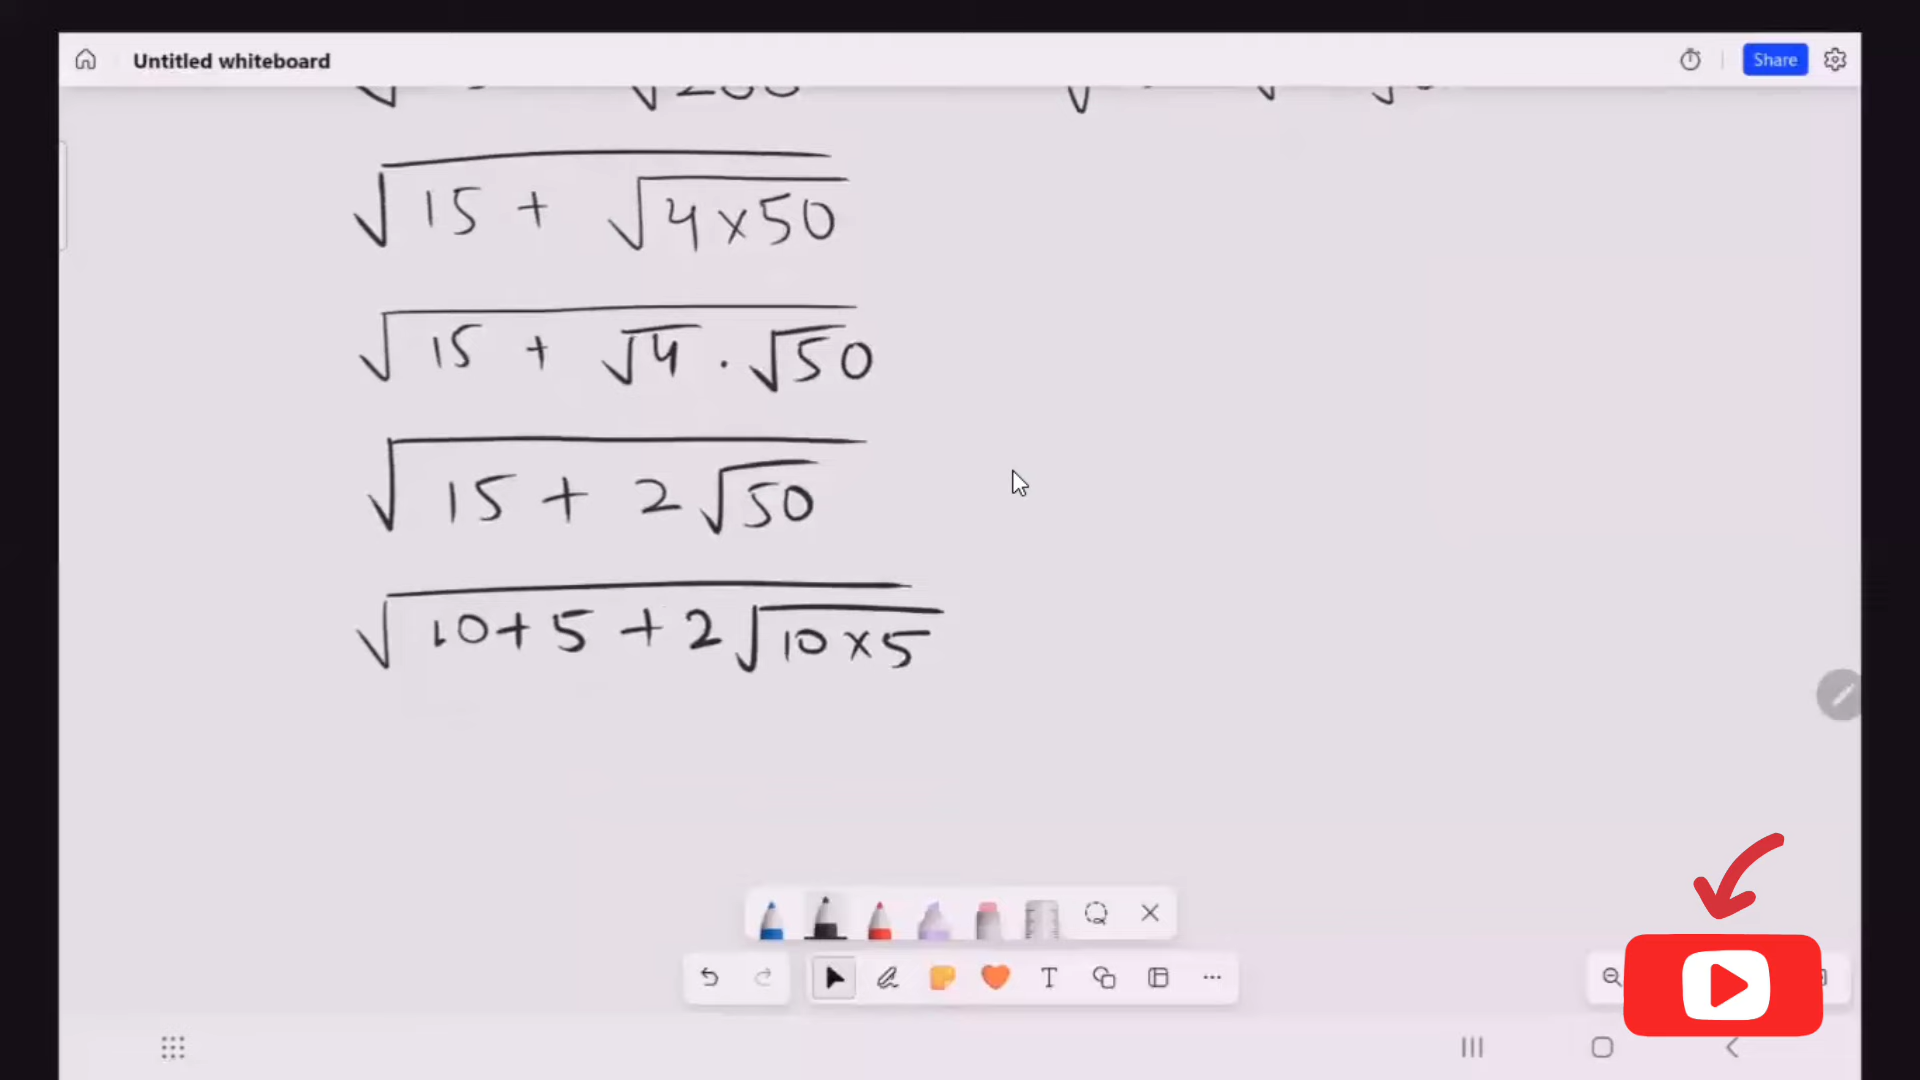 Untitled whiteboard
Share
√15 + √4×50
√15 + √4 · √50
√15 + 2√50
√10+5 + 2√10×5
T